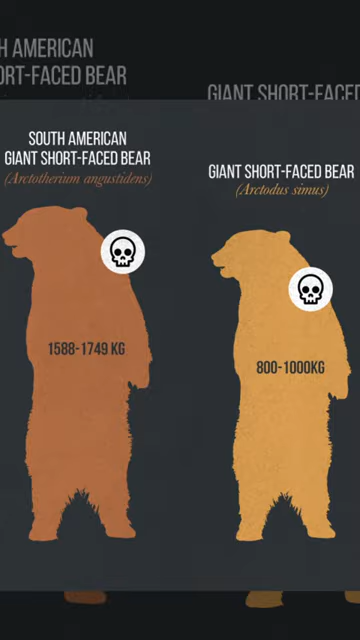 H AMERICAN
ORT-FACED BEAR
GIANT SHORT-FACED
SOUTH AMERICAN
GIANT SHORT-FACED BEAR
(Arctotherium angustidens)
GIANT SHORT-FACED BEAR
(Arctodus simus)
1588-1749 KG
800-1000KG